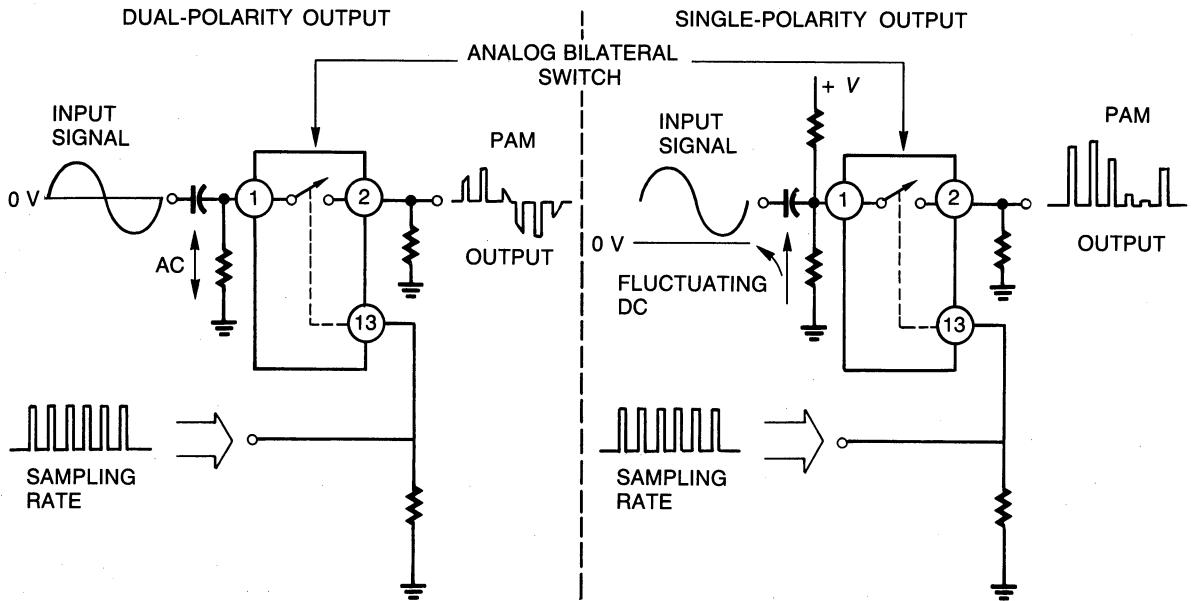 DUAL-POLARITY OUTPUT
SINGLE-POLARITY OUTPUT
ANALOG BILATERAL
SWITCH
INPUT
SIGNAL
0 V
AC
1
2
13
PAM
OUTPUT
SAMPLING
RATE
+ V
INPUT
SIGNAL
0 V
FLUCTUATING
DC
1
2
13
PAM
OUTPUT
SAMPLING
RATE